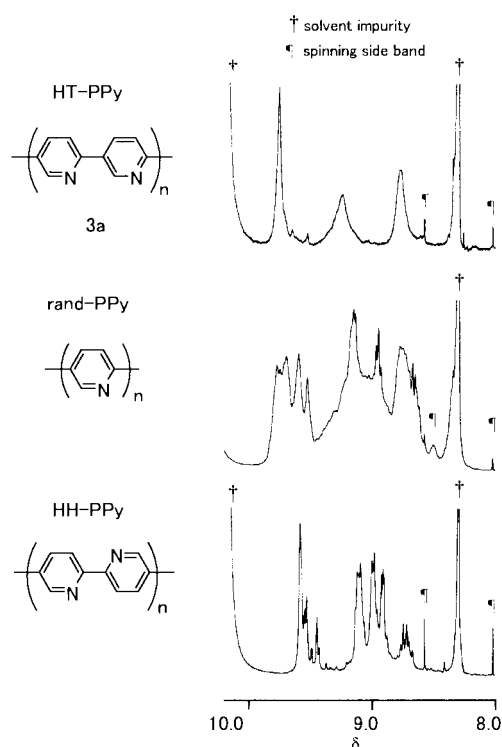 † solvent impurity
¶ spinning side band
†
†
HT-PPy
N
N
n
¶
¶
3a
rand-PPy
†
N
n
¶
¶
HH-PPy
†
†
N
N
n
¶
¶
10.0
9.0
8.0
δ